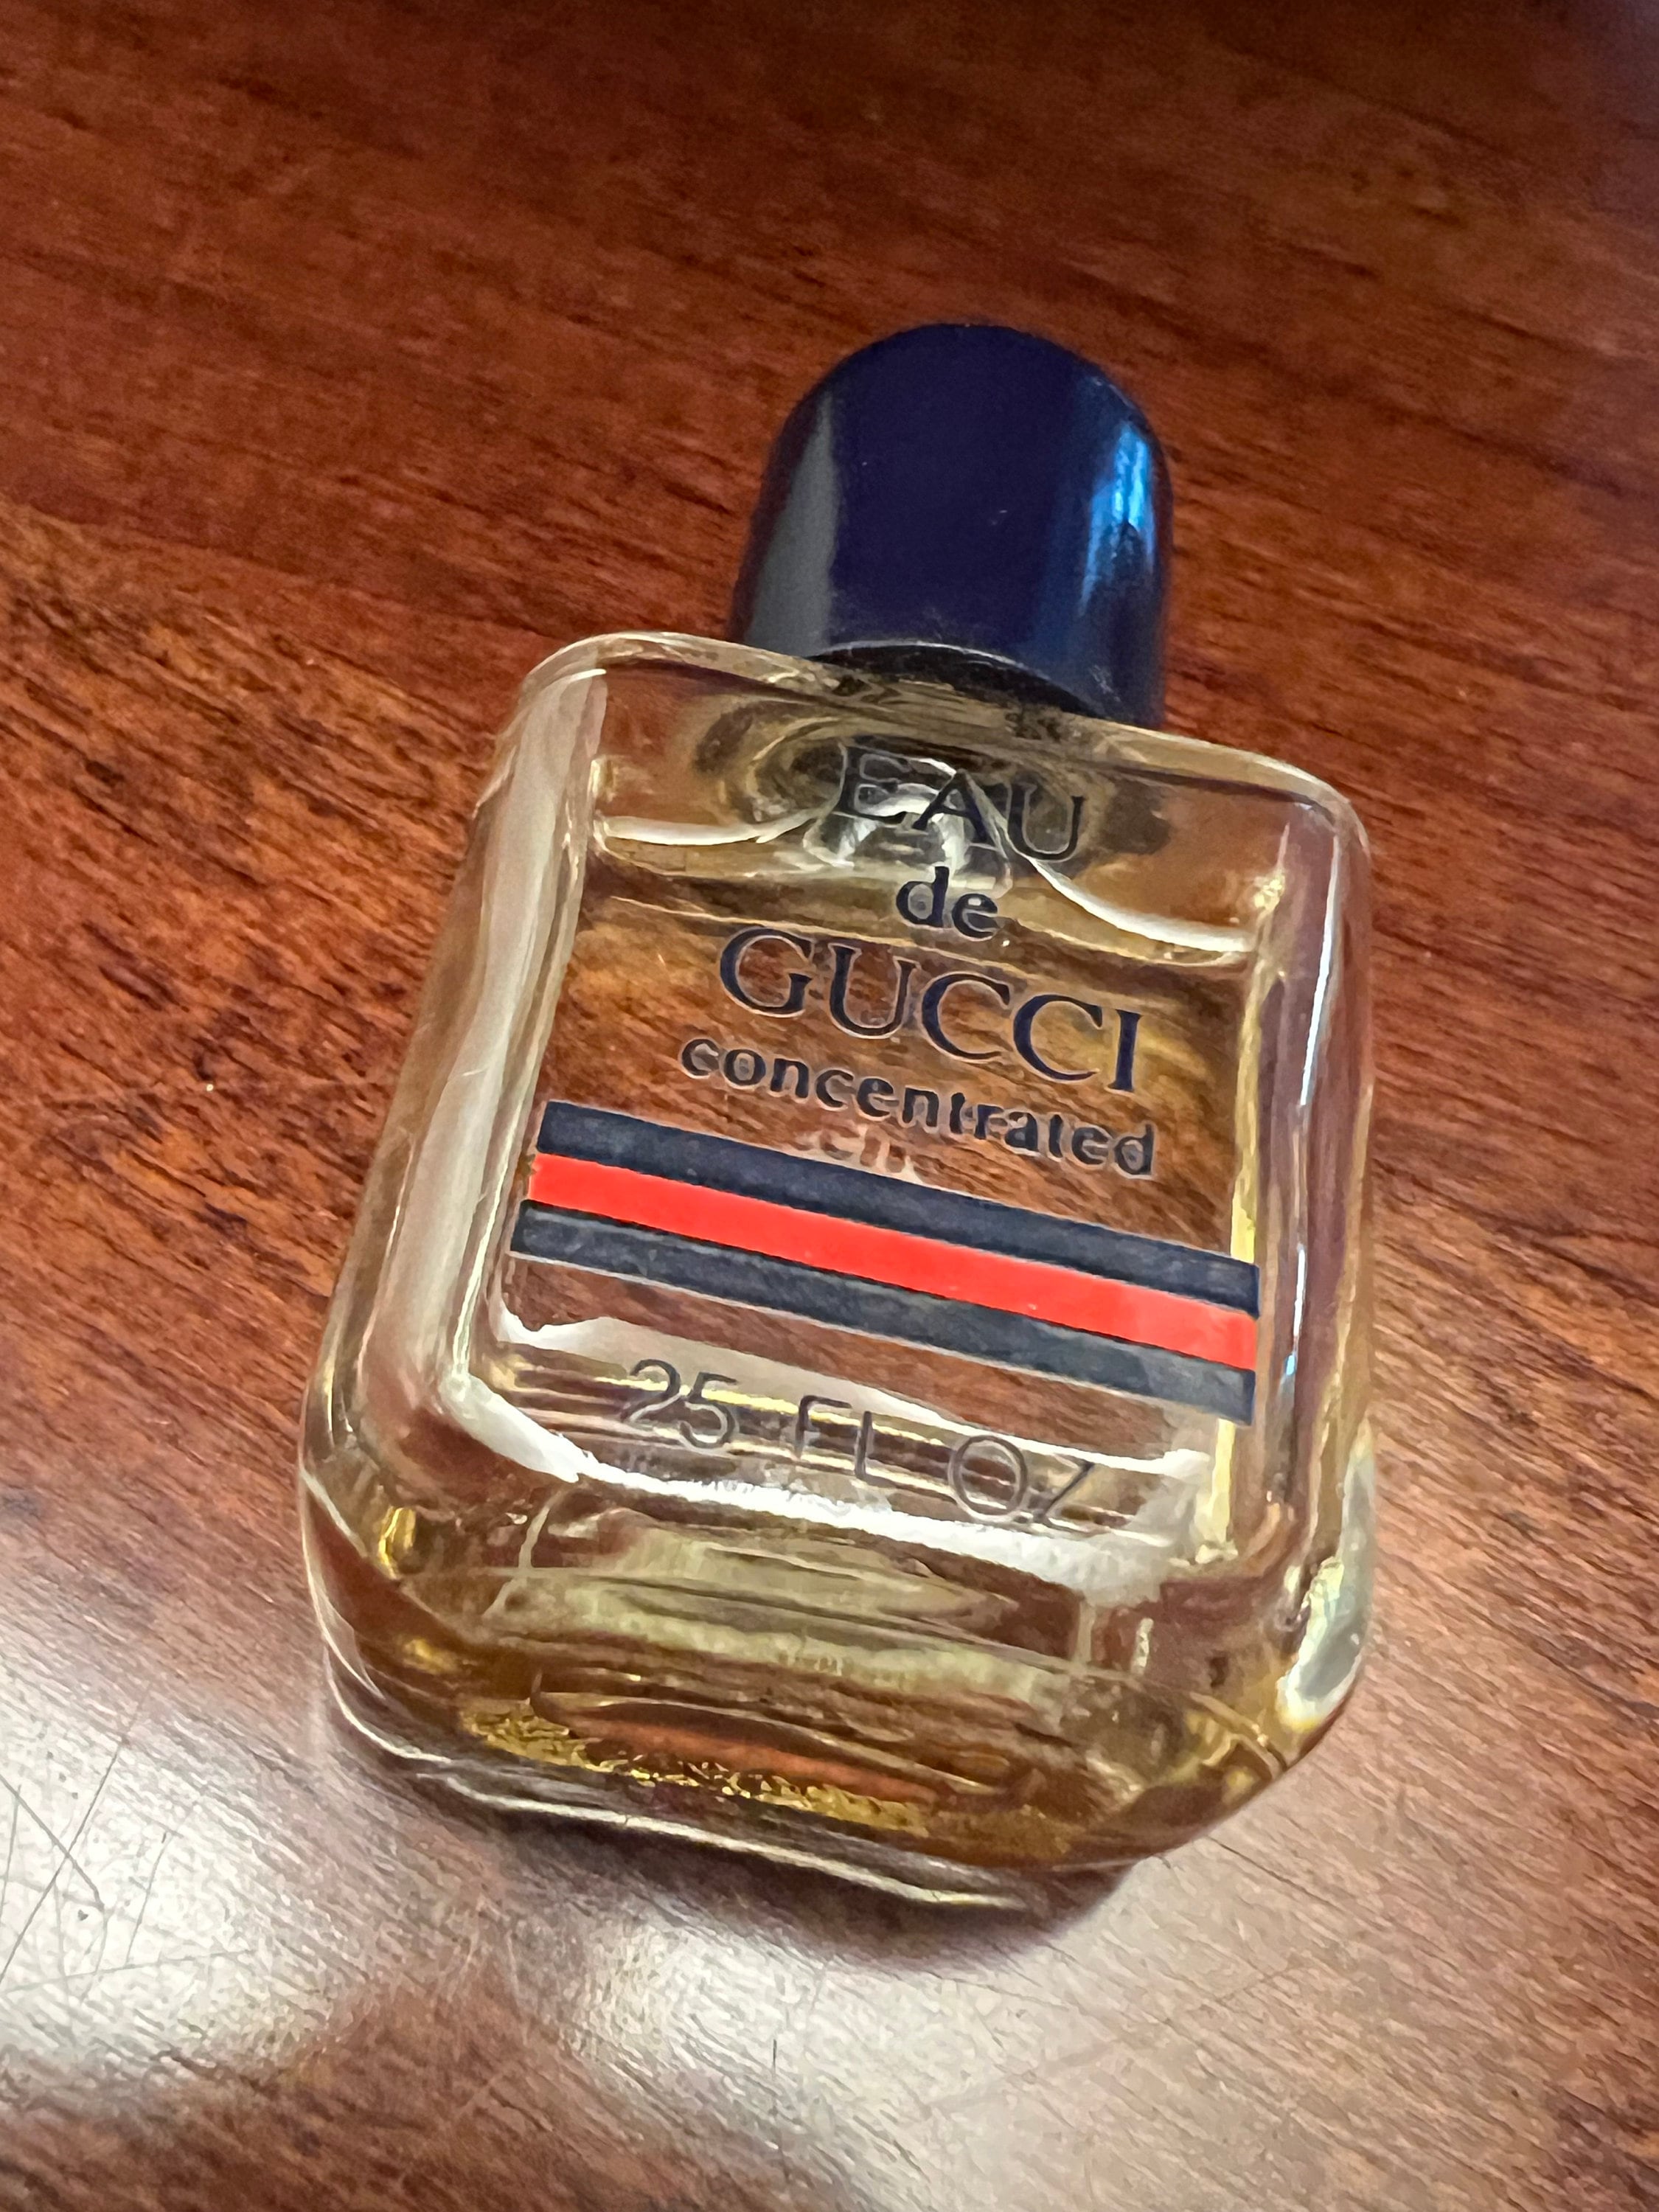 EAU
de
GUCCI
concentrated
25 FL OZ